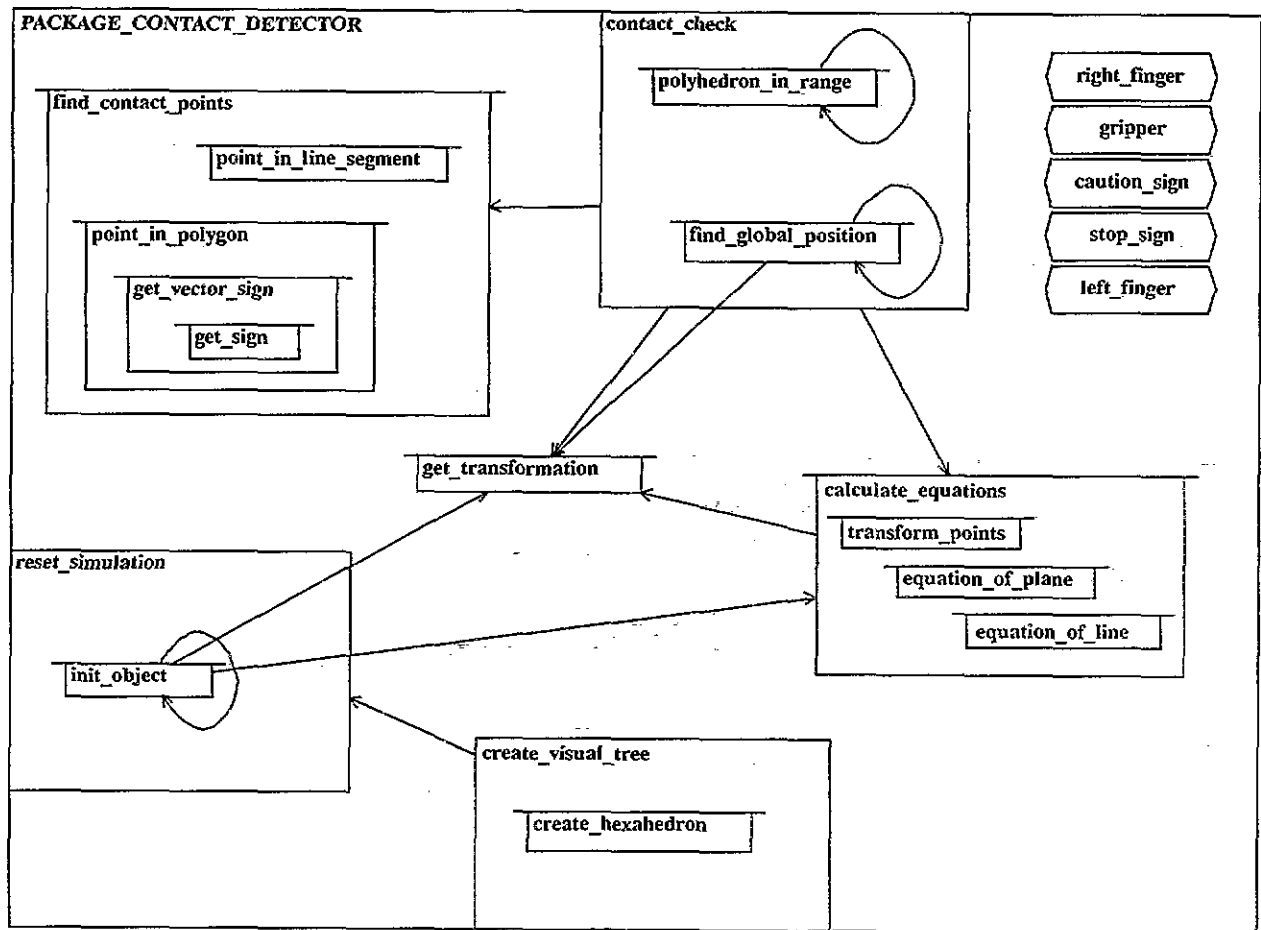 PACKAGE_CONTACT_DETECTOR
contact_check
polyhedron_in_range
right_finger
find_contact_points
gripper
point_in_line_segment
caution_sign
point_in_polygon
find_global_position
stop_sign
get_vector_sign
left_finger
get_sign
get_transformation
calculate_equations
transform_points
reset_simulation
equation_of_plane
equation_of_line
init_object
create_visual_tree
create_hexahedron